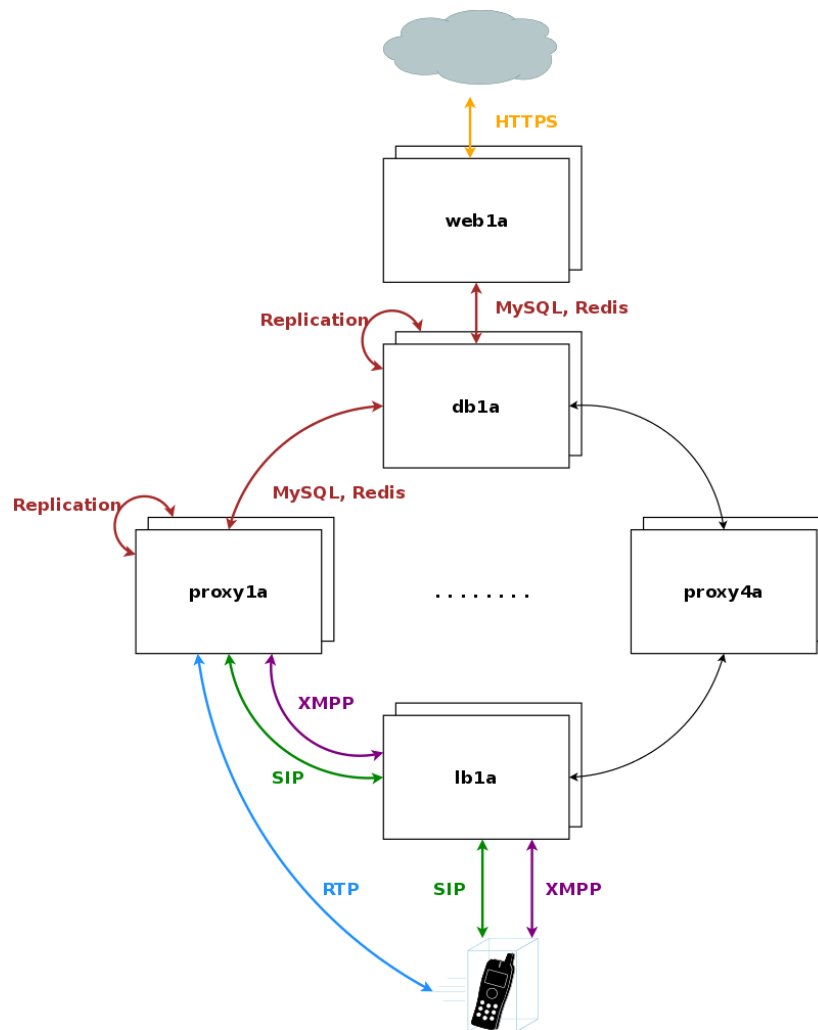 HTTPS
web1a
MySQL, Redis
Replication
db1a
MySQL, Redis
Replication
proxy1a
. . . . . . . .
proxy4a
XMPP
SIP
lb1a
RTP
SIP
XMPP